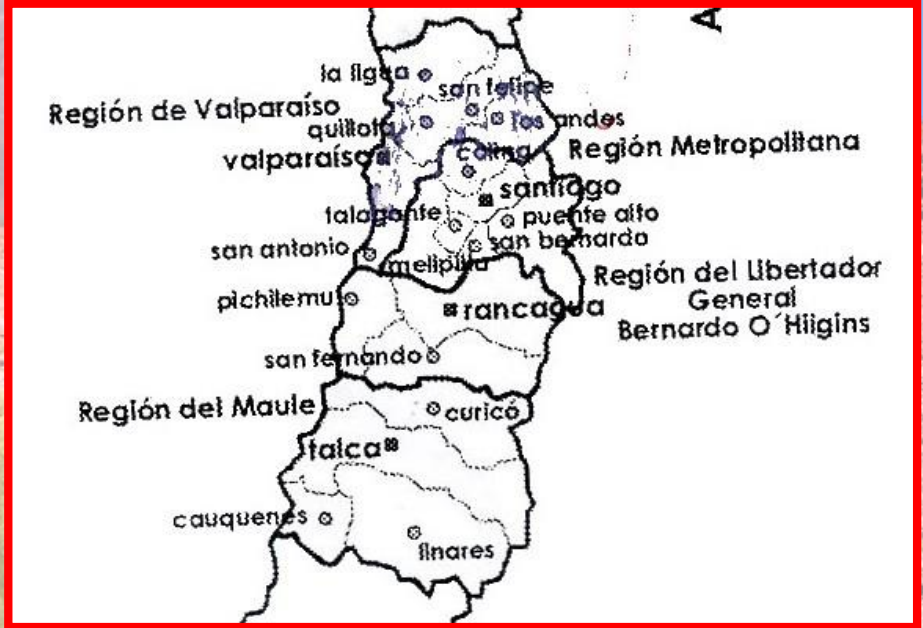 A
la ligua
san felipe
Región de Valparaíso
quillota
los andes
valparaíso
colina
Región Metropolitana
santiago
talagante
puente alto
san antonio
san bernardo
melipilla
Región del Libertador
General
Bernardo O´Hiigins
pichilemu
rancagua
san fernando
Región del Maule
curicó
talca
cauquenes
linares